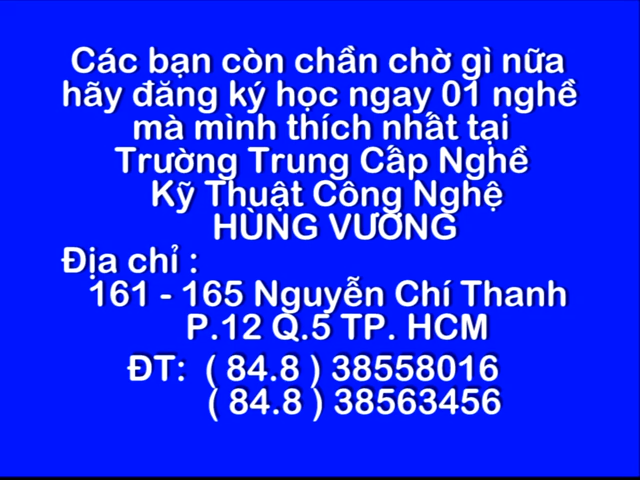 Các bạn còn chần chờ gì nữa
hãy đăng ký học ngay 01 nghề
mà mình thích nhất tại
Trường Trung Cấp Nghề
Kỹ Thuật Công Nghệ
HÙNG VƯƠNG
Địa chỉ :
161 - 165 Nguyễn Chí Thanh
P.12 Q.5 TP. HCM
ĐT: ( 84.8 ) 38558016
( 84.8 ) 38563456